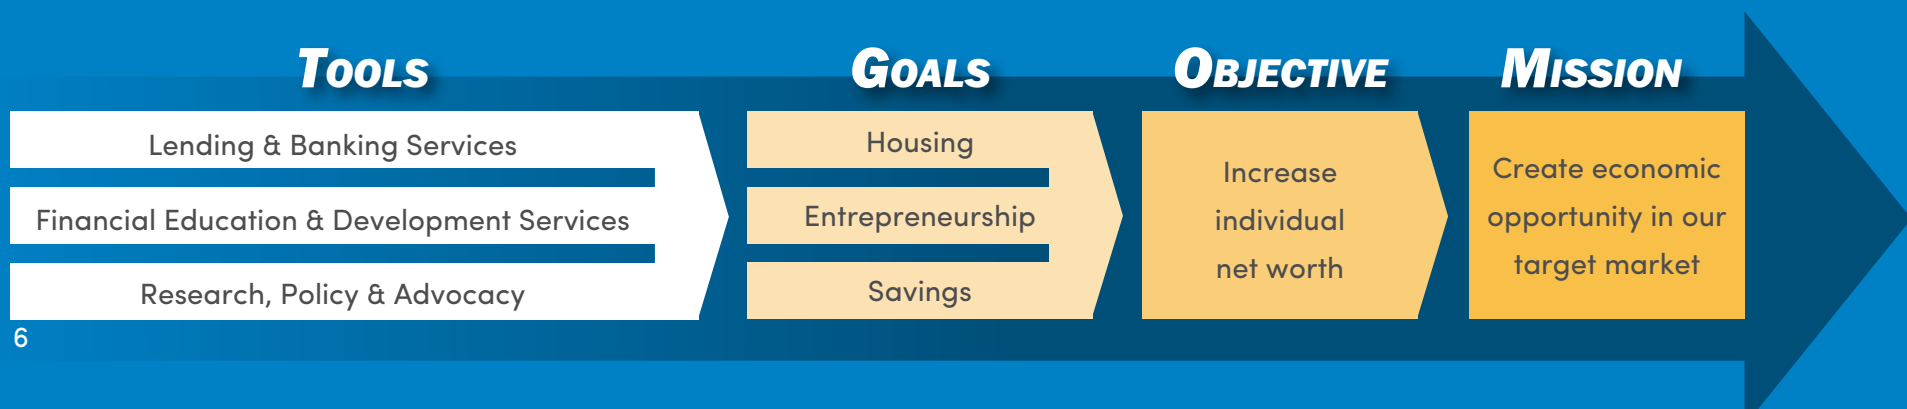 Tools
Goals
Objective
Mission
Lending & Banking Services
Financial Education & Development Services
Research, Policy & Advocacy
Housing
Entrepreneurship
Savings
Increase
individual
net worth
Create economic
opportunity in our
target market
6